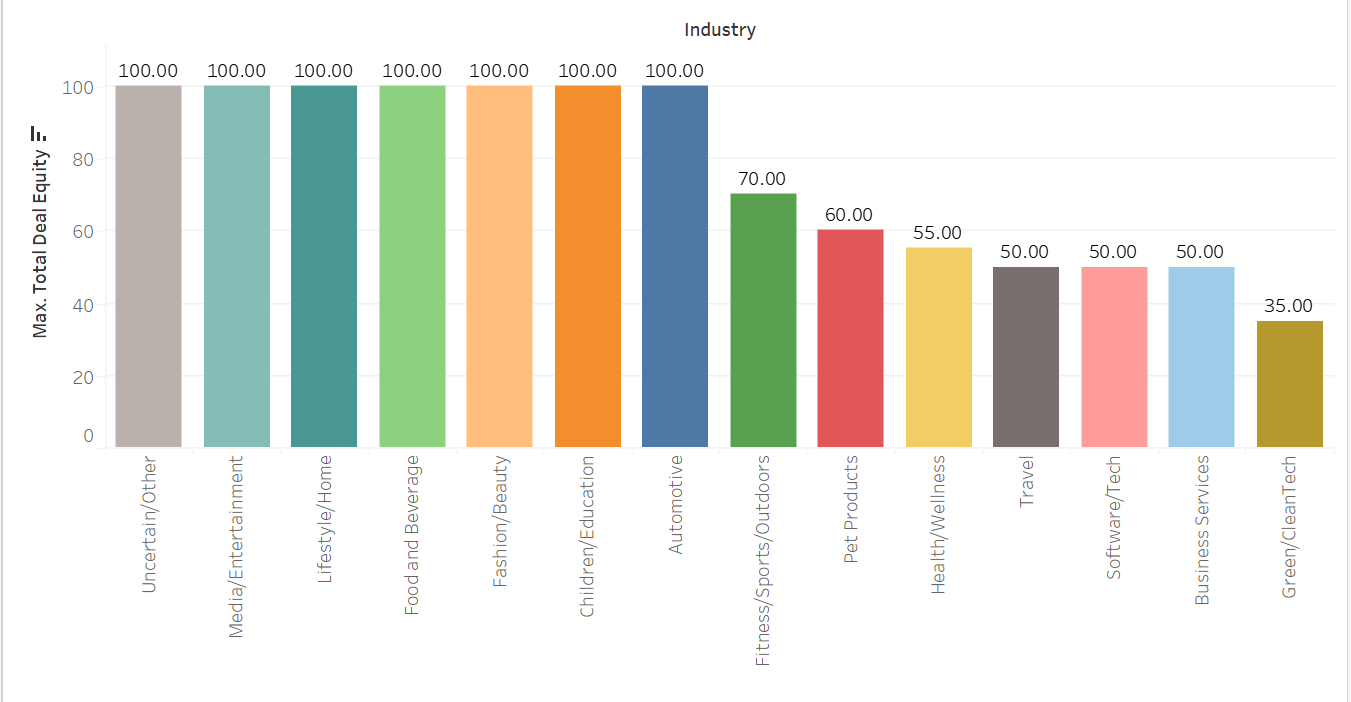 Industry
100.00 100.00 100.00 100.00 100.00 100.00 100.00 70.00 60.00 55.00 50.00 50.00 50.00 35.00
Max. Total Deal Equity
100
80
60
40
20
0
Uncertain/Other
Media/Entertainment
Lifestyle/Home
Food and Beverage
Fashion/Beauty
Children/Education
Automotive
Fitness/Sports/Outdoors
Pet Products
Health/Wellness
Travel
Software/Tech
Business Services
Green/CleanTech